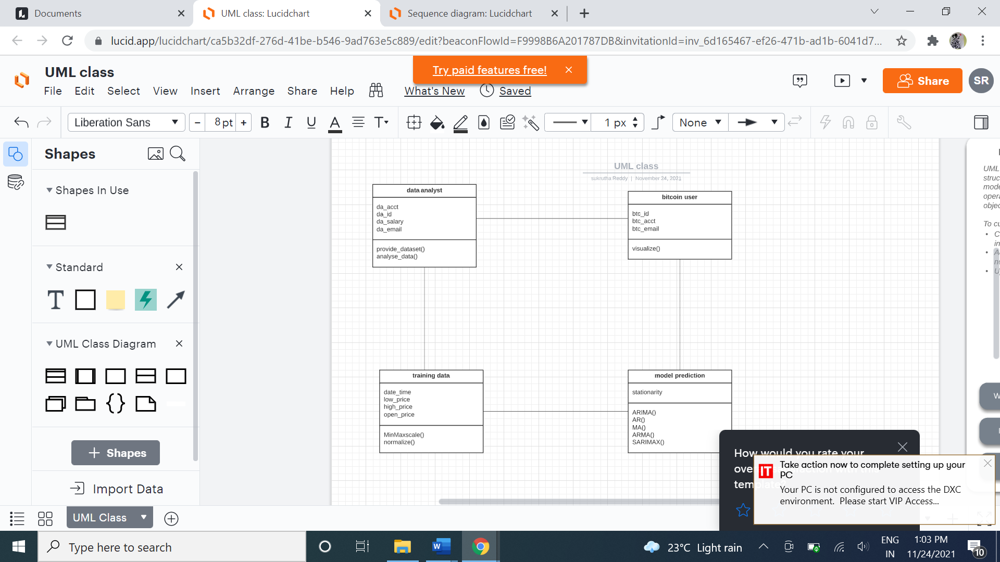 Documents
UML class: Lucidchart
Sequence diagram: Lucidchart
lucid.app/lucidchart/ca5b32df-276d-41be-b546-9ad763e5c889/edit?beaconFlowId=F9998B6A201787DB&invitationId=inv_6d165467-ef26-471b-ad1b-6041d7...
UML class
Try paid features free!
File Edit Select View Insert Arrange Share Help What's New Saved
Share
SR
Liberation Sans
- 8 pt +
B I U A T
1 px
None
Shapes
Shapes In Use
Standard
T
UML Class Diagram
+ Shapes
Import Data
UML class
sukrutha Reddy | November 24, 2021
data analyst
da_acct
da_id
da_salary
da_email
provide_dataset()
analyse_data()
bitcoin user
btc_id
btc_acct
btc_email
visualize()
training data
date_time
low_price
high_price
open_price
MinMaxscale()
normalize()
model prediction
stationarity
ARIMA()
AR()
MA()
ARMA()
SARIMAX()
UML
struc
mode
opera
objec
To cu
• C
in
How would you rate your
template?
IT
Take action now to complete setting up your
PC
Your PC is not configured to access the DXC
environment. Please start VIP Access...
UML Class
Type here to search
23°C Light rain
ENG
IN
1:03 PM
11/24/2021
10